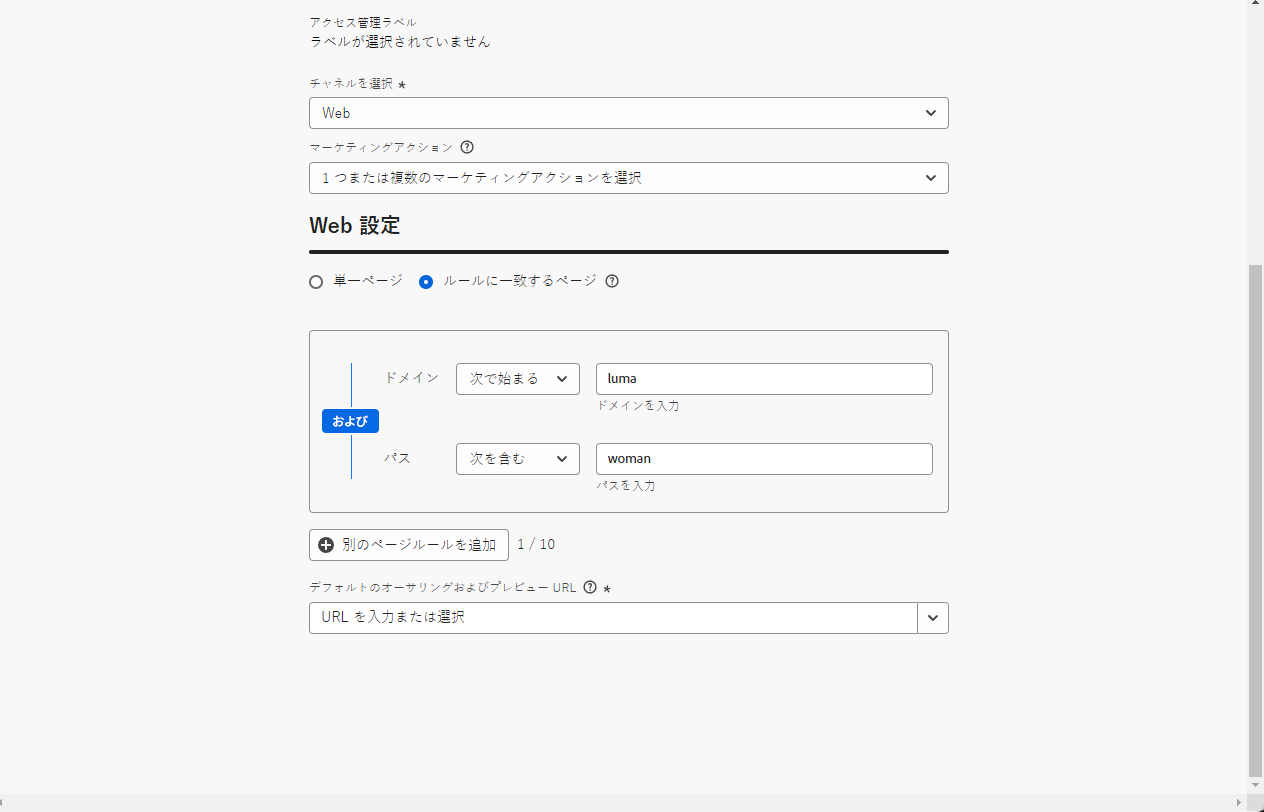 アクセス管理ラベル
ラベルが選択されていません
チャネルを選択 *
Web
マーケティングアクション ?
1 つまたは複数のマーケティングアクションを選択
Web 設定
単一ページ ルールに一致するページ ?
ドメイン 次で始まる luma
ドメインを入力
および
パス 次を含む woman
パスを入力
別のページルールを追加 1 / 10
デフォルトのオーサリングおよびプレビュー URL ? *
URL を入力または選択